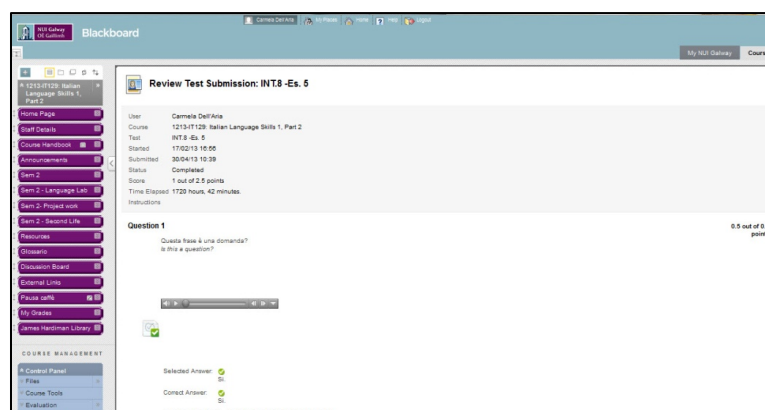 Carmela Dell'Aria My Places Home Help Logout
NUI Galway
OÉ Gaillimh
Blackboard
My NUI Galway Cours
1213-IT129: Italian
Language Skills 1,
Part 2
Home Page
Staff Details
Course Handbook
Announcements
Sem 2
Sem 2 - Language Lab
Sem 2- Project work
Sem 2 - Second Life
Resources
Glossario
Discussion Board
External Links
Pausa caffè
My Grades
James Hardiman Library
COURSE MANAGEMENT
Control Panel
Files
Course Tools
Evaluation
Review Test Submission: INT.8 -Es. 5
User Carmela Dell'Aria
Course 1213-IT129: Italian Language Skills 1, Part 2
Test INT.8 -Es. 5
Started 17/02/13 16:56
Submitted 30/04/13 10:39
Status Completed
Score 1 out of 2.5 points
Time Elapsed 1720 hours, 42 minutes.
Instructions
Question 1
0.5 out of 0.
point
Questa frase è una domanda?
Is this a question?
Selected Answer:
Sì.
Correct Answer:
Sì.